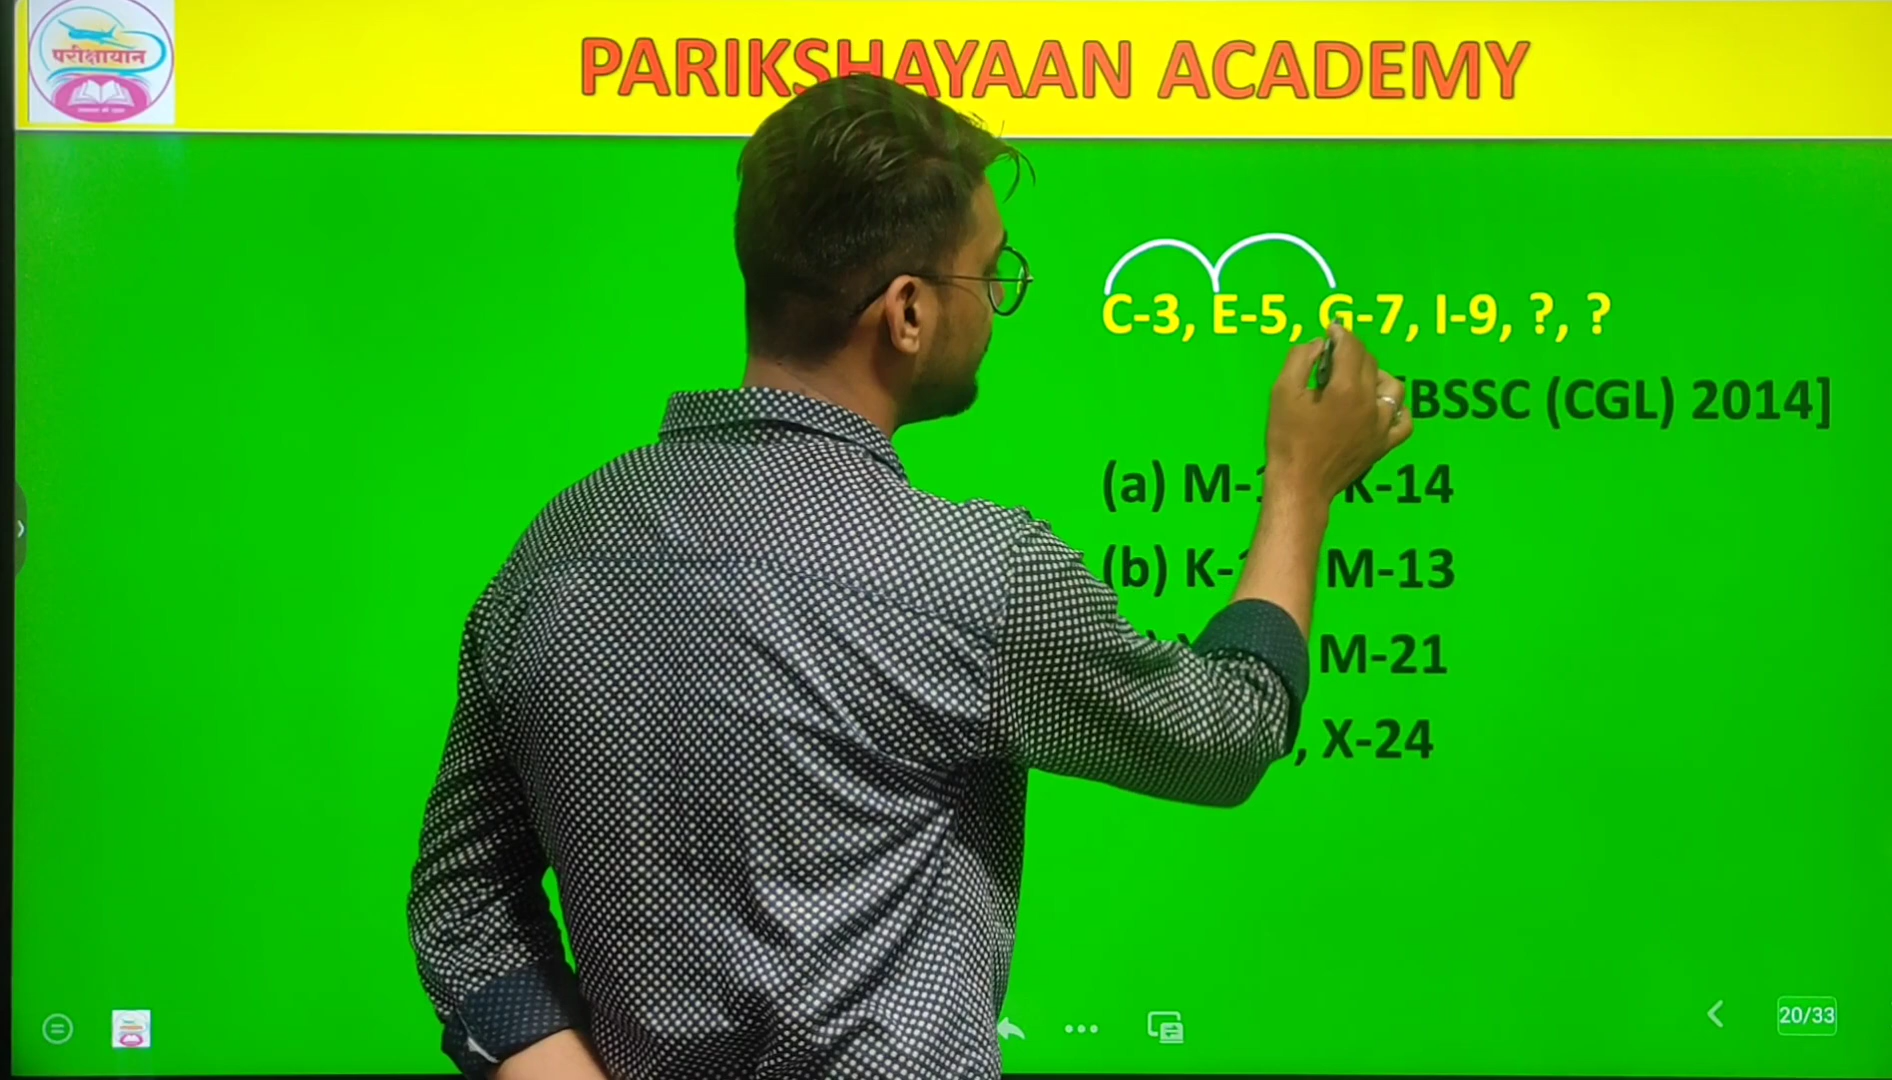 परीक्षायान
PARIKSHAYAAN ACADEMY
C-3, E-5, G-7, I-9, ?, ?
[BSSC (CGL) 2014]
(a) M- K-14
(b) K- M-13
M-21
, X-24
20/33